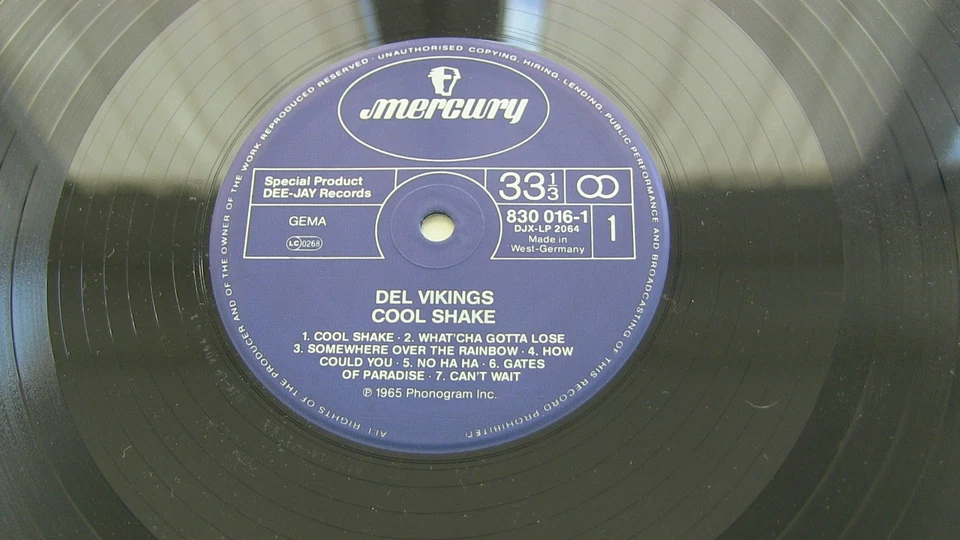 ALL RIGHTS OF THE PRODUCER AND OF THE OWNER OF THE WORK REPRODUCED RESERVED · UNAUTHORISED COPYING, HIRING, LENDING, PUBLIC PERFORMANCE AND BROADCASTING OF THIS RECORD PROHIBITED
mercury
Special Product
DEE-JAY Records
GEMA
LC 0268
33 1/3
830 016-1
DJX-LP 2064
Made in
West-Germany
1
DEL VIKINGS
COOL SHAKE
1. COOL SHAKE · 2. WHAT'CHA GOTTA LOSE
3. SOMEWHERE OVER THE RAINBOW · 4. HOW
COULD YOU · 5. NO HA HA · 6. GATES
OF PARADISE · 7. CAN'T WAIT
℗ 1965 Phonogram Inc.